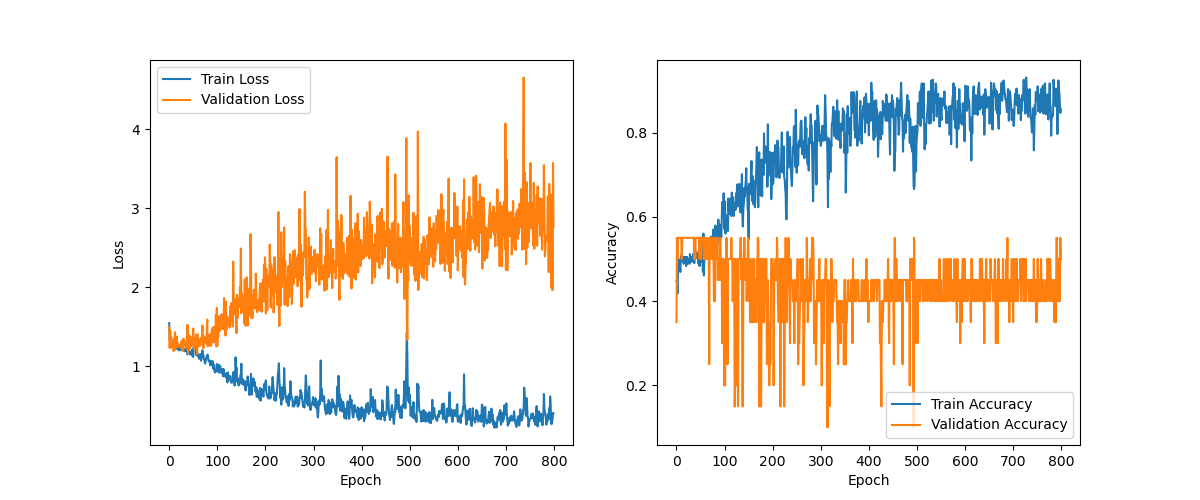 Train Loss
Validation Loss
4
3
2
1
Loss
0 100 200 300 400 500 600 700 800
Epoch
0.8
0.6
0.4
0.2
Accuracy
Train Accuracy
Validation Accuracy
0 100 200 300 400 500 600 700 800
Epoch